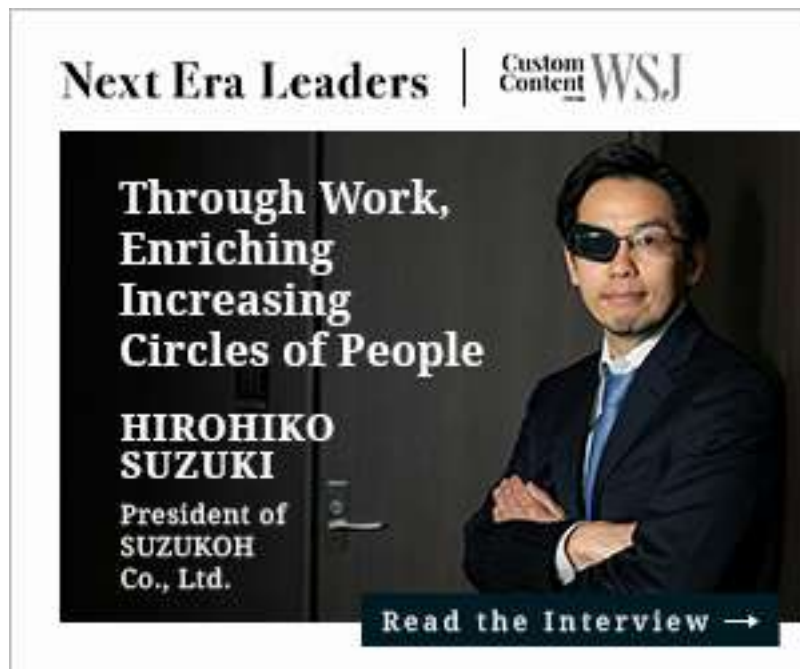 Next Era Leaders
Custom
Content
WSJ
Through Work,
Enriching
Increasing
Circles of People
HIROHIKO
SUZUKI
President of
SUZUKOH
Co., Ltd.
Read the Interview →